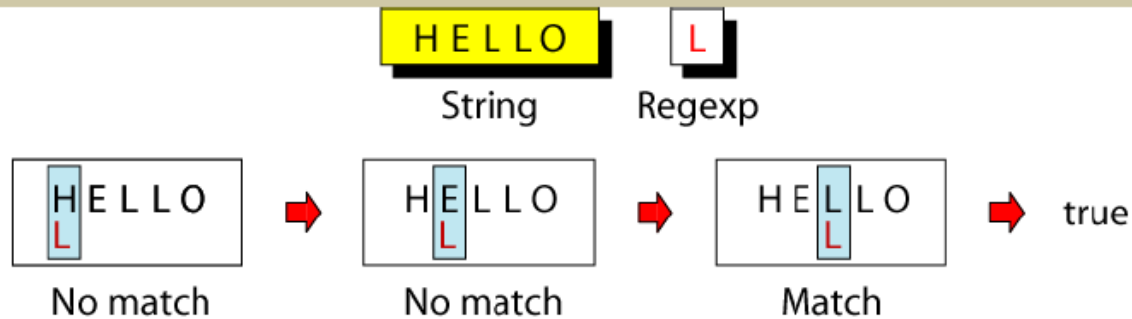 HELLO L
String Regexp
HELLO HELLO HELLO
L L L true
No match No match Match